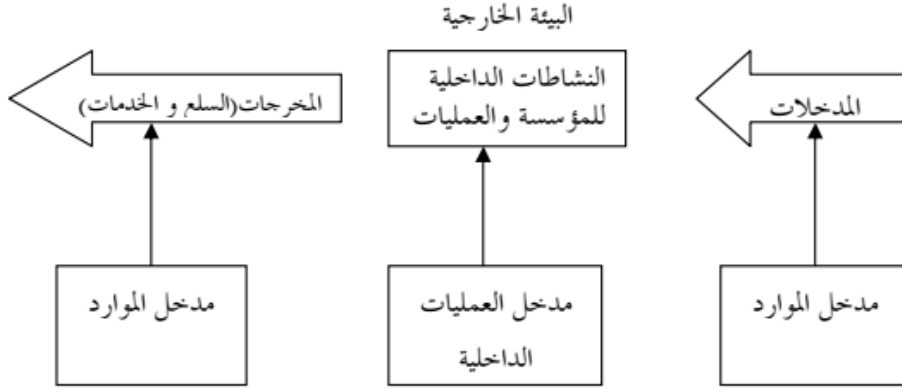 البيئة الخارجية
المدخلات
النشاطات الداخلية
للمؤسسة والعمليات
المخرجات(السلع و الخدمات)
مدخل الموارد
مدخل العمليات
الداخلية
مدخل الموارد